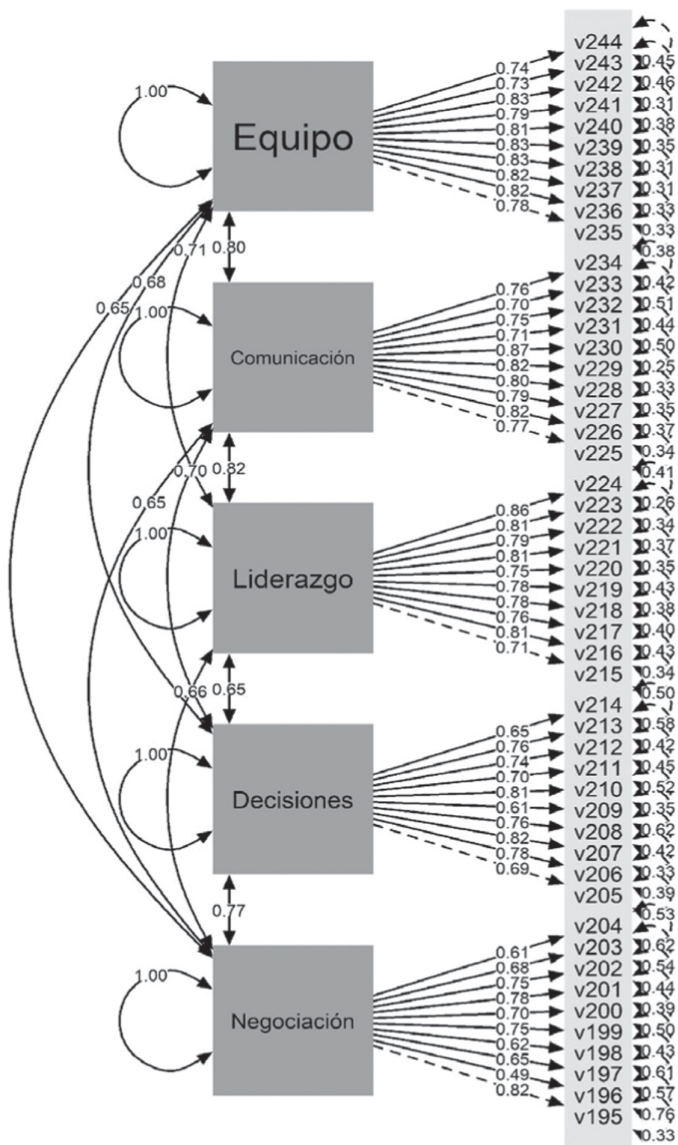 1.00
Equipo
0.74 v244 0.45
0.73 v243 0.46
0.83 v242 0.31
0.79 v241 0.38
0.81 v240 0.35
0.83 v239 0.31
0.83 v238 0.31
0.82 v237 0.33
0.82 v236 0.33
0.78 v235 0.38
0.71 0.80
0.68
0.65
1.00
Comunicación
0.76 v234 0.42
0.70 v233 0.51
0.75 v232 0.44
0.71 v231 0.50
0.87 v230 0.25
0.82 v229 0.33
0.80 v228 0.35
0.79 v227 0.37
0.82 v226 0.34
0.77 v225 0.41
0.70 0.82
0.65
1.00
Liderazgo
0.86 v224 0.26
0.81 v223 0.34
0.79 v222 0.37
0.81 v221 0.35
0.75 v220 0.43
0.78 v219 0.38
0.78 v218 0.40
0.76 v217 0.43
0.81 v216 0.34
0.71 v215 0.50
0.66 0.65
1.00
Decisiones
0.65 v214 0.58
0.76 v213 0.42
0.74 v212 0.45
0.70 v211 0.52
0.81 v210 0.35
0.61 v209 0.62
0.76 v208 0.42
0.82 v207 0.33
0.78 v206 0.39
0.69 v205 0.53
0.77
1.00
Negociación
0.61 v204 0.62
0.68 v203 0.54
0.75 v202 0.44
0.78 v201 0.39
0.70 v200 0.50
0.75 v199 0.43
0.62 v198 0.61
0.65 v197 0.57
0.49 v196 0.76
0.82 v195 0.33